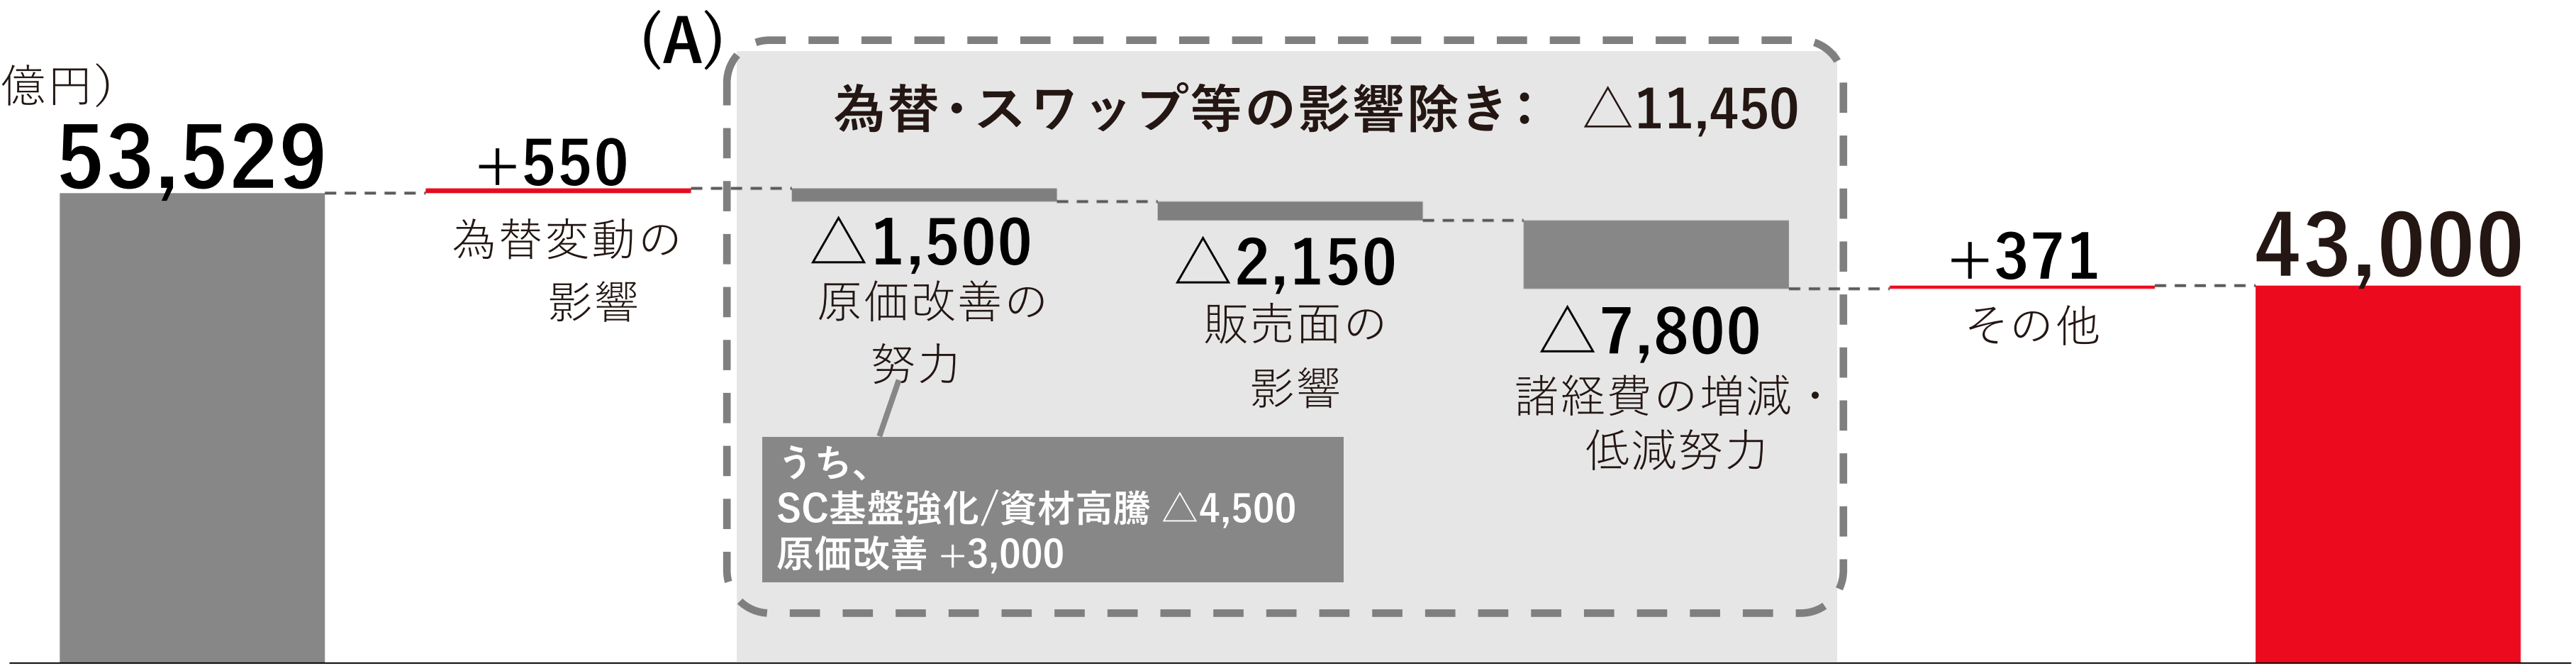 (A)
億円）
為替・スワップ等の影響除き： △11,450
53,529
+550
為替変動の
影響
△1,500
原価改善の
努力
△2,150
販売面の
影響
△7,800
諸経費の増減・
低減努力
+371
その他
43,000
うち、
SC基盤強化/資材高騰 △4,500
原価改善 +3,000